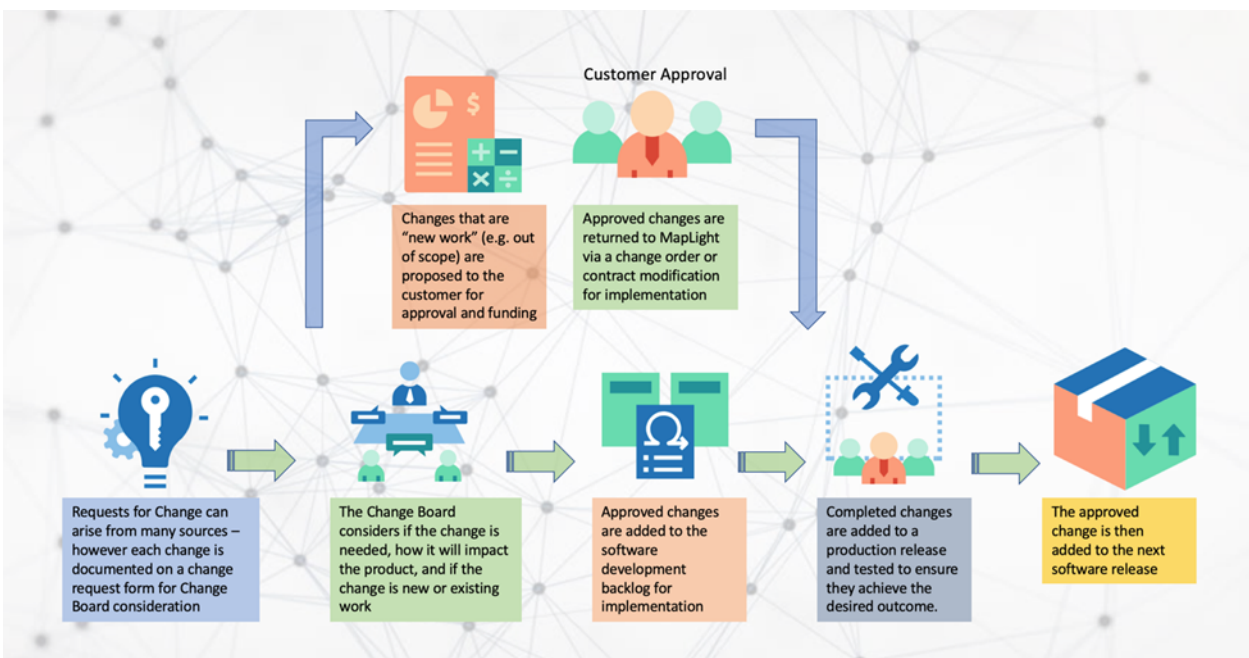 Customer Approval
Changes that are
“new work” (e.g. out
of scope) are
proposed to the
customer for
approval and funding
Approved changes are
returned to MapLight
via a change order or
contract modification
for implementation
Requests for Change can
arise from many sources –
however each change is
documented on a change
request form for Change
Board consideration
The Change Board
considers if the change is
needed, how it will impact
the product, and if the
change is new or existing
work
Approved changes
are added to the
software
development
backlog for
implementation
Completed changes
are added to a
production release
and tested to ensure
they achieve the
desired outcome.
The approved
change is then
added to the next
software release